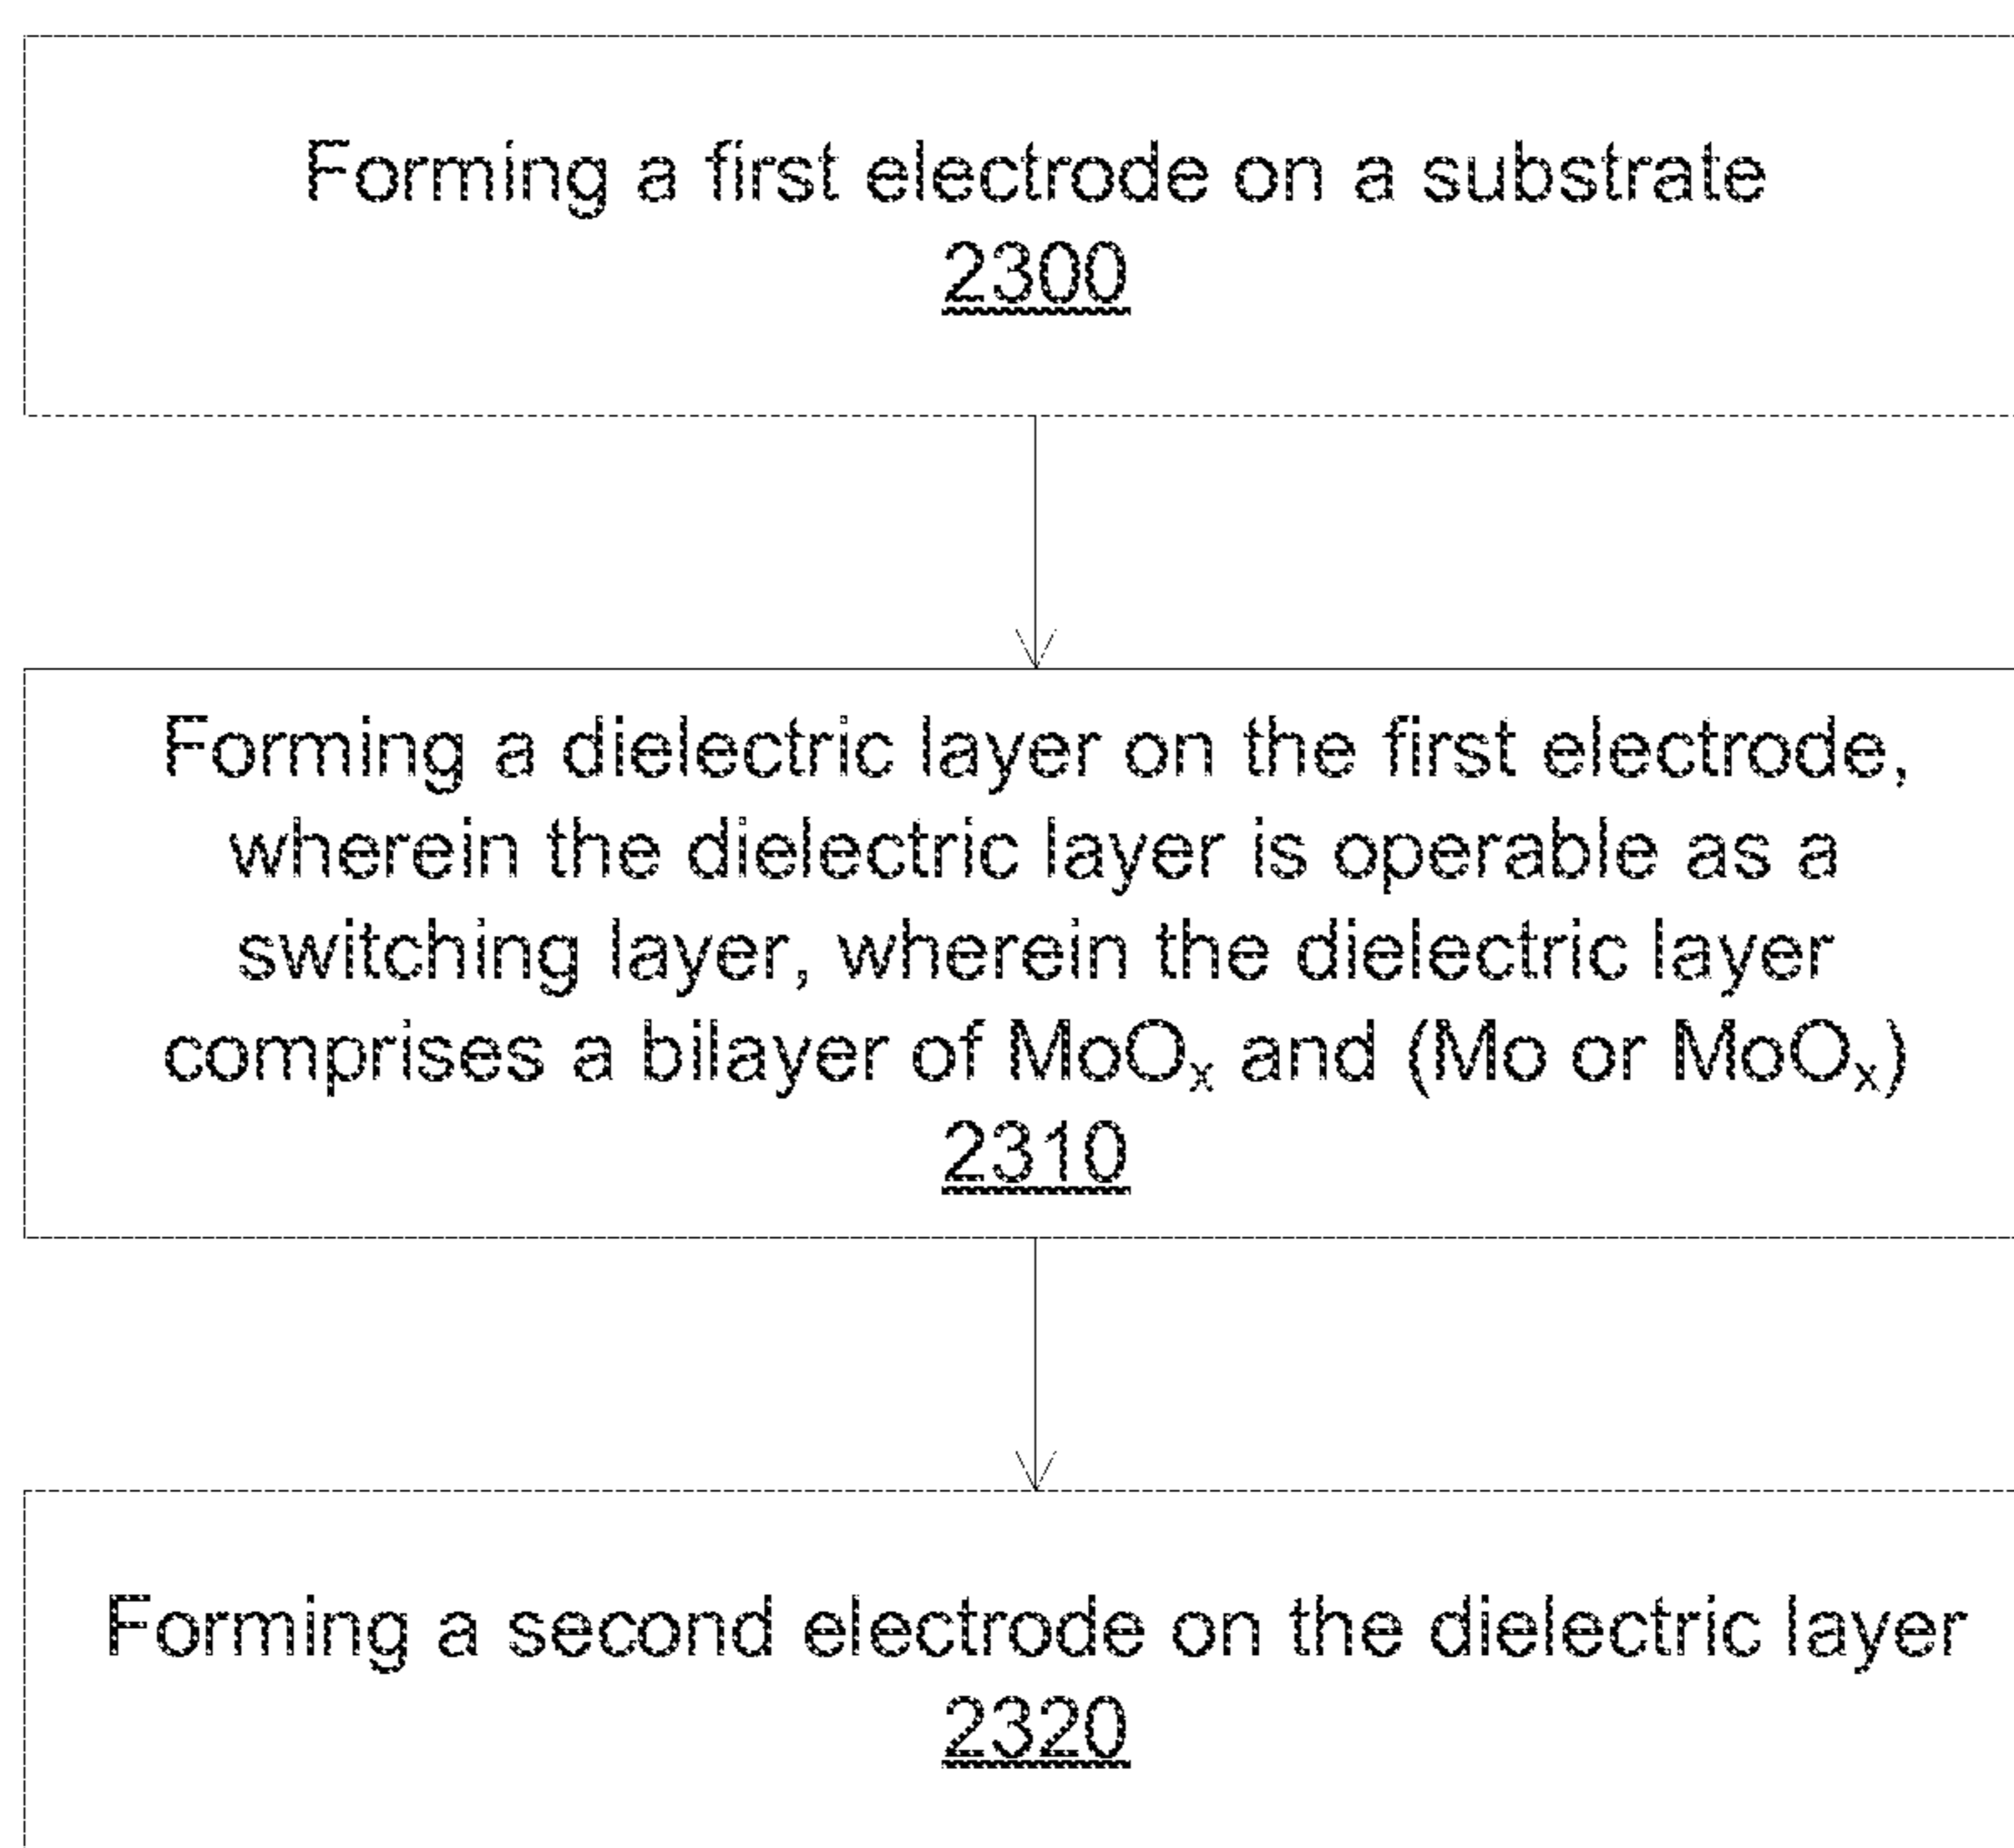 Forming a first electrode on a substrate
2300
Forming a dielectric layer on the first electrode,
wherein the dielectric layer is operable as a
switching layer, wherein the dielectric layer
comprises a bilayer of MoOₓ and (Mo or MoOₓ)
2310
Forming a second electrode on the dielectric layer
2320